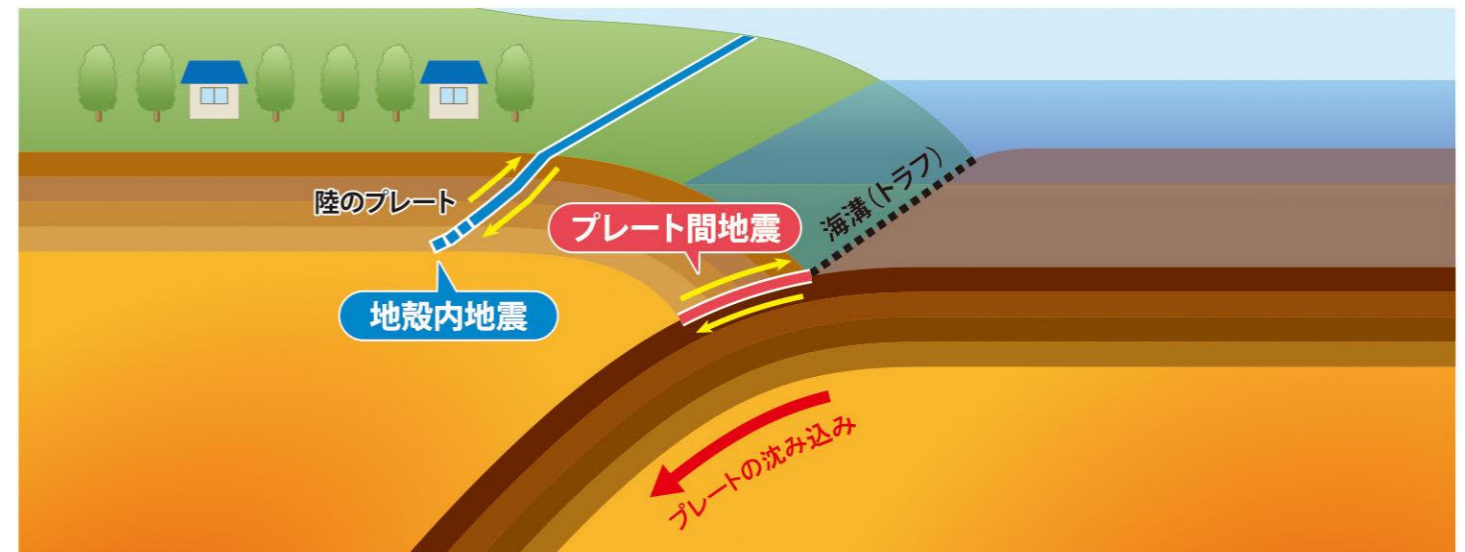 陸のプレート
プレート間地震
海溝（トラフ）
地殻内地震
プレートの沈み込み